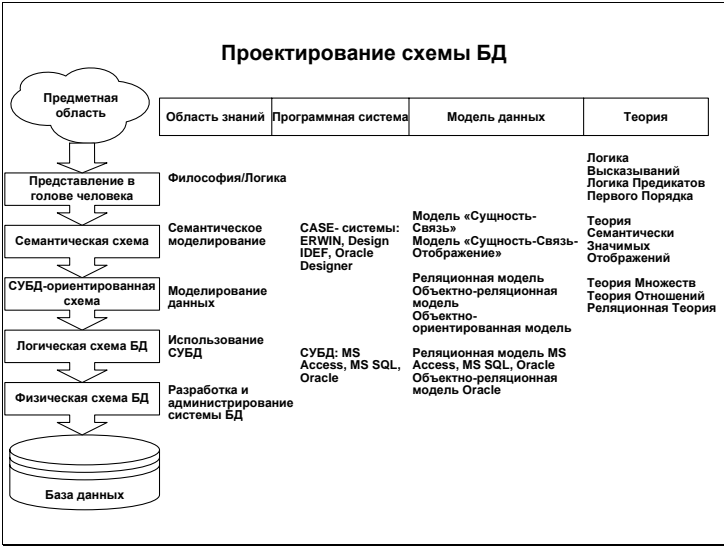 Проектирование схемы БД
Предметная
область
Область знаний
Программная система
Модель данных
Теория
Представление в
голове человека
Философия/Логика
Логика
Высказываний
Логика Предикатов
Первого Порядка
Семантическая схема
Семантическое
моделирование
CASE- системы:
ERWIN, Design
IDEF, Oracle
Designer
Модель «Сущность-
Связь»
Модель «Сущность-Связь-
Отображение»
Теория
Семантически
Значимых
Отображений
СУБД-ориентированная
схема
Моделирование
данных
Реляционная модель
Объектно-реляционная
модель
Объектно-
ориентированная модель
Теория Множеств
Теория Отношений
Реляционная Теория
Логическая схема БД
Использование
СУБД
СУБД: MS
Access, MS SQL,
Oracle
Реляционная модель MS
Access, MS SQL, Oracle
Объектно-реляционная
модель Oracle
Физическая схема БД
Разработка и
администрирование
системы БД
База данных